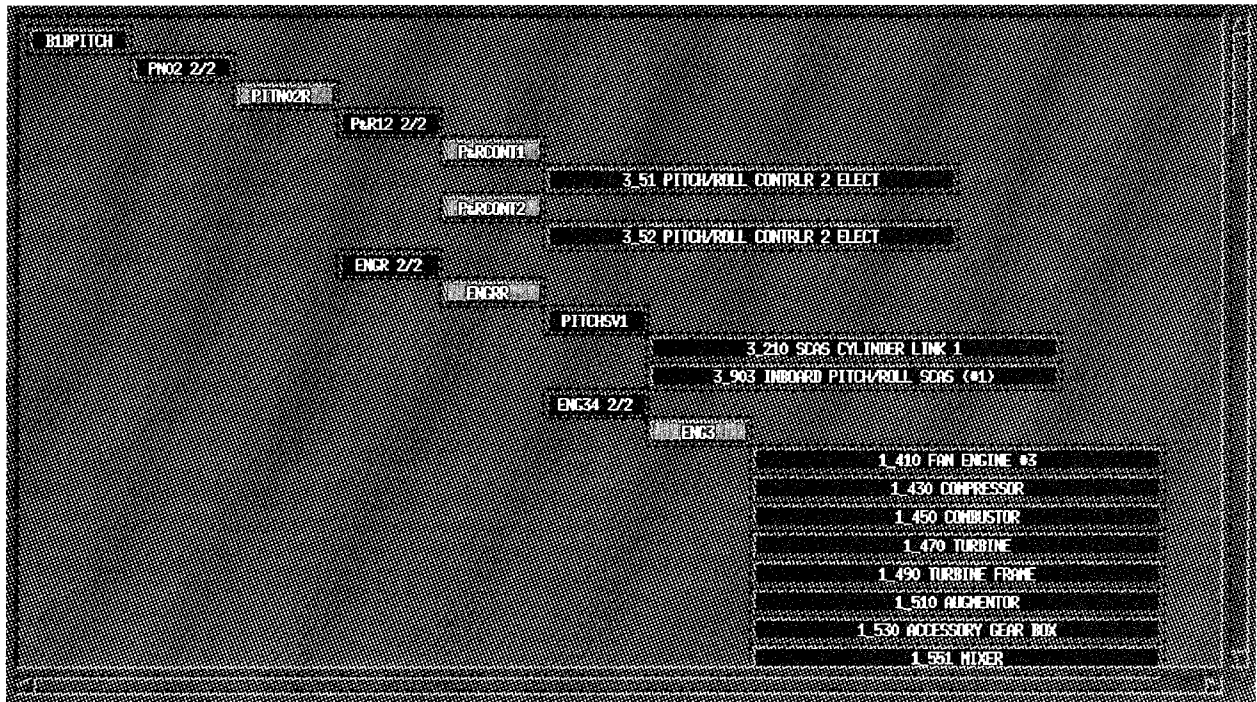 B1BPITCH
PNO2 2/2
PITNO2R
P&R12 2/2
P&RCONT1
3_51 PITCH/ROLL CONTRLR 2 ELECT
P&RCONT2
3_52 PITCH/ROLL CONTRLR 2 ELECT
ENGR 2/2
ENGRR
PITCHSV1
3_210 SCAS CYLINDER LINK 1
3_903 INBOARD PITCH/ROLL SCAS (#1)
ENG34 2/2
ENG3
1_410 FAN ENGINE #3
1_430 COMPRESSOR
1_450 COMBUSTOR
1_470 TURBINE
1_490 TURBINE FRAME
1_510 AUGMENTOR
1_530 ACCESSORY GEAR BOX
1_551 MIXER